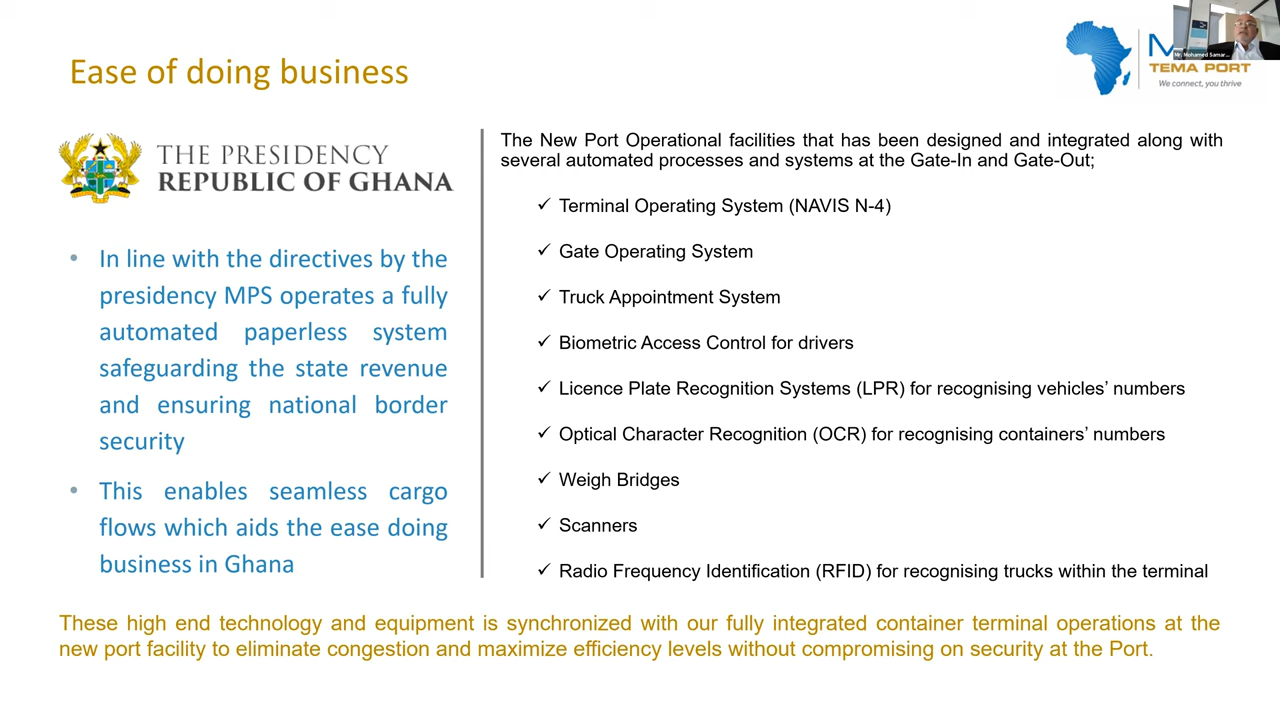 Ease of doing business
M
Mr. Mohamed Samar...
TEMA PORT
We connect, you thrive
THE PRESIDENCY
REPUBLIC OF GHANA
• In line with the directives by the
presidency MPS operates a fully
automated paperless system
safeguarding the state revenue
and ensuring national border
security
• This enables seamless cargo
flows which aids the ease doing
business in Ghana
The New Port Operational facilities that has been designed and integrated along with
several automated processes and systems at the Gate-In and Gate-Out;
✓ Terminal Operating System (NAVIS N-4)
✓ Gate Operating System
✓ Truck Appointment System
✓ Biometric Access Control for drivers
✓ Licence Plate Recognition Systems (LPR) for recognising vehicles’ numbers
✓ Optical Character Recognition (OCR) for recognising containers’ numbers
✓ Weigh Bridges
✓ Scanners
✓ Radio Frequency Identification (RFID) for recognising trucks within the terminal
These high end technology and equipment is synchronized with our fully integrated container terminal operations at the
new port facility to eliminate congestion and maximize efficiency levels without compromising on security at the Port.